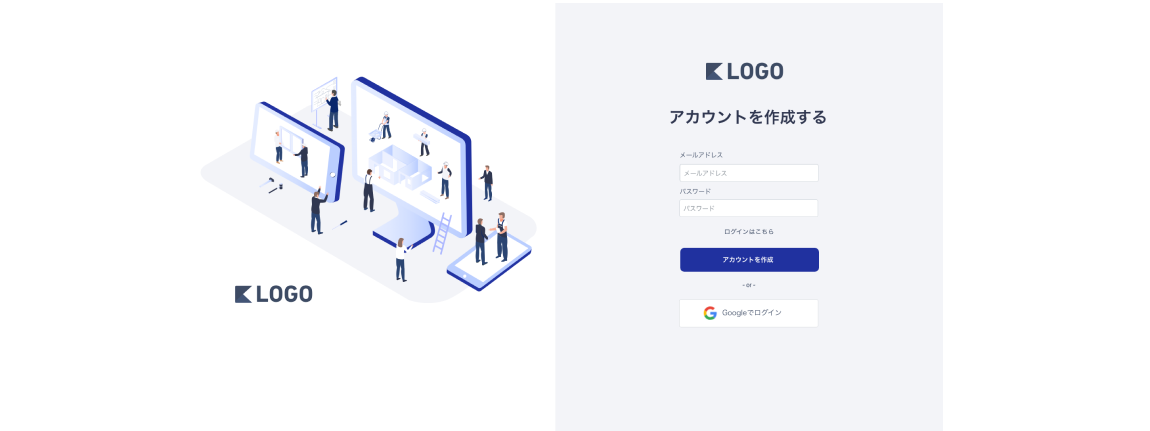 LOGO
LOGO
アカウントを作成する
メールアドレス
メールアドレス
パスワード
パスワード
ログインはこちら
アカウントを作成
- or -
Googleでログイン